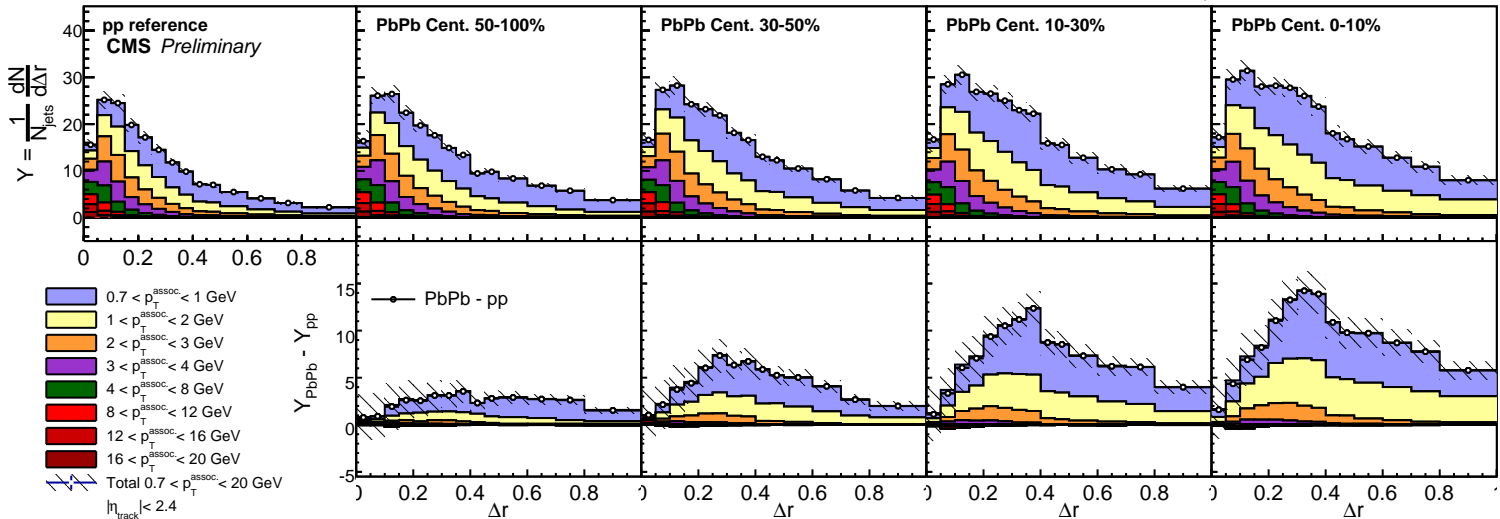 pp reference
CMS Preliminary
PbPb Cent. 50-100%
PbPb Cent. 30-50%
PbPb Cent. 10-30%
PbPb Cent. 0-10%
Y = 1/N_jets dN/dΔr
40
30
20
10
0
0 0.2 0.4 0.6 0.8
0.7 < p_T^assoc. < 1 GeV
1 < p_T^assoc. < 2 GeV
2 < p_T^assoc. < 3 GeV
3 < p_T^assoc. < 4 GeV
4 < p_T^assoc. < 8 GeV
8 < p_T^assoc. < 12 GeV
12 < p_T^assoc. < 16 GeV
16 < p_T^assoc. < 20 GeV
Total 0.7 < p_T^assoc. < 20 GeV
|η_track| < 2.4
Y_PbPb - Y_pp
15
10
5
0
-5
PbPb - pp
0 0.2 0.4 0.6 0.8
0.2 0.4 0.6 0.8
0.2 0.4 0.6 0.8
0.2 0.4 0.6 0.8 1
Δr
Δr
Δr
Δr